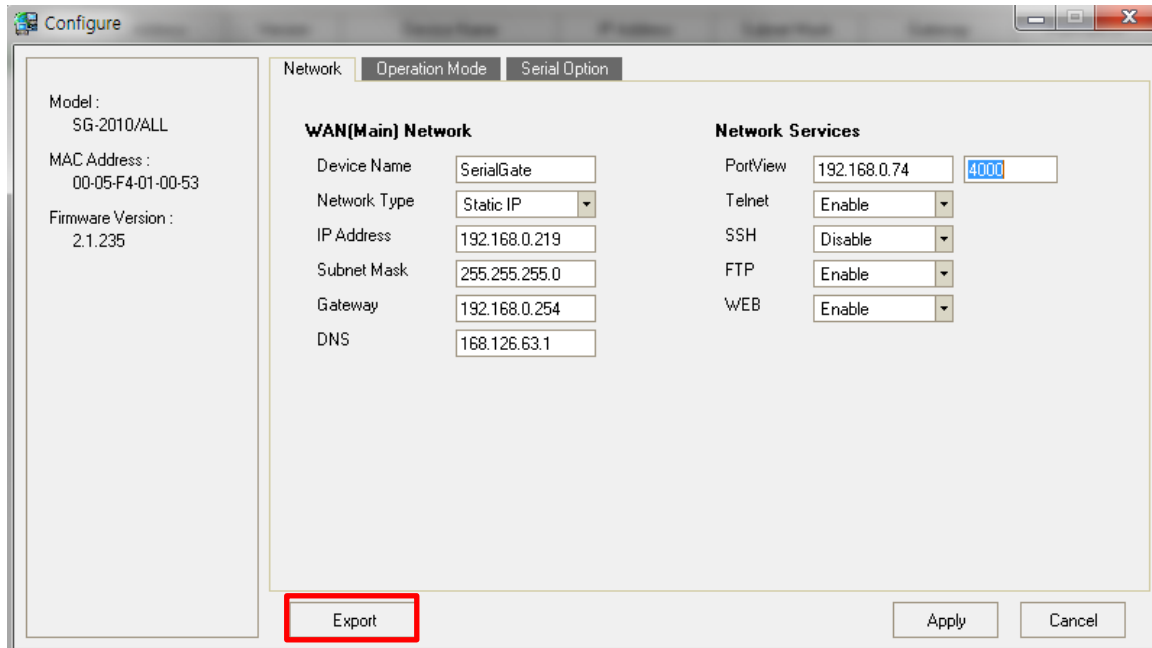 Configure
Network
Operation Mode
Serial Option
Model :
SG-2010/ALL
MAC Address :
00-05-F4-01-00-53
Firmware Version :
2.1.235
WAN(Main) Network
Device Name SerialGate
Network Type Static IP
IP Address 192.168.0.219
Subnet Mask 255.255.255.0
Gateway 192.168.0.254
DNS 168.126.63.1
Network Services
PortView 192.168.0.74 4000
Telnet Enable
SSH Disable
FTP Enable
WEB Enable
Export
Apply
Cancel